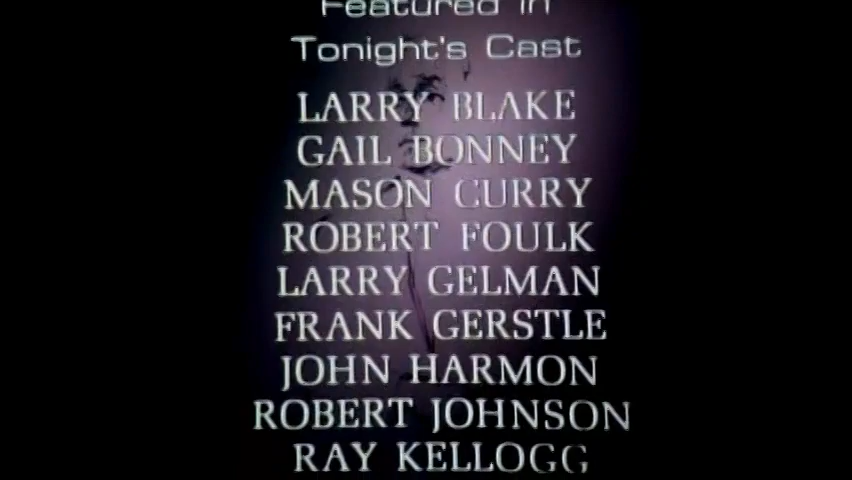 Featured in
Tonight's Cast
LARRY BLAKE
GAIL BONNEY
MASON CURRY
ROBERT FOULK
LARRY GELMAN
FRANK GERSTLE
JOHN HARMON
ROBERT JOHNSON
RAY KELLOGG